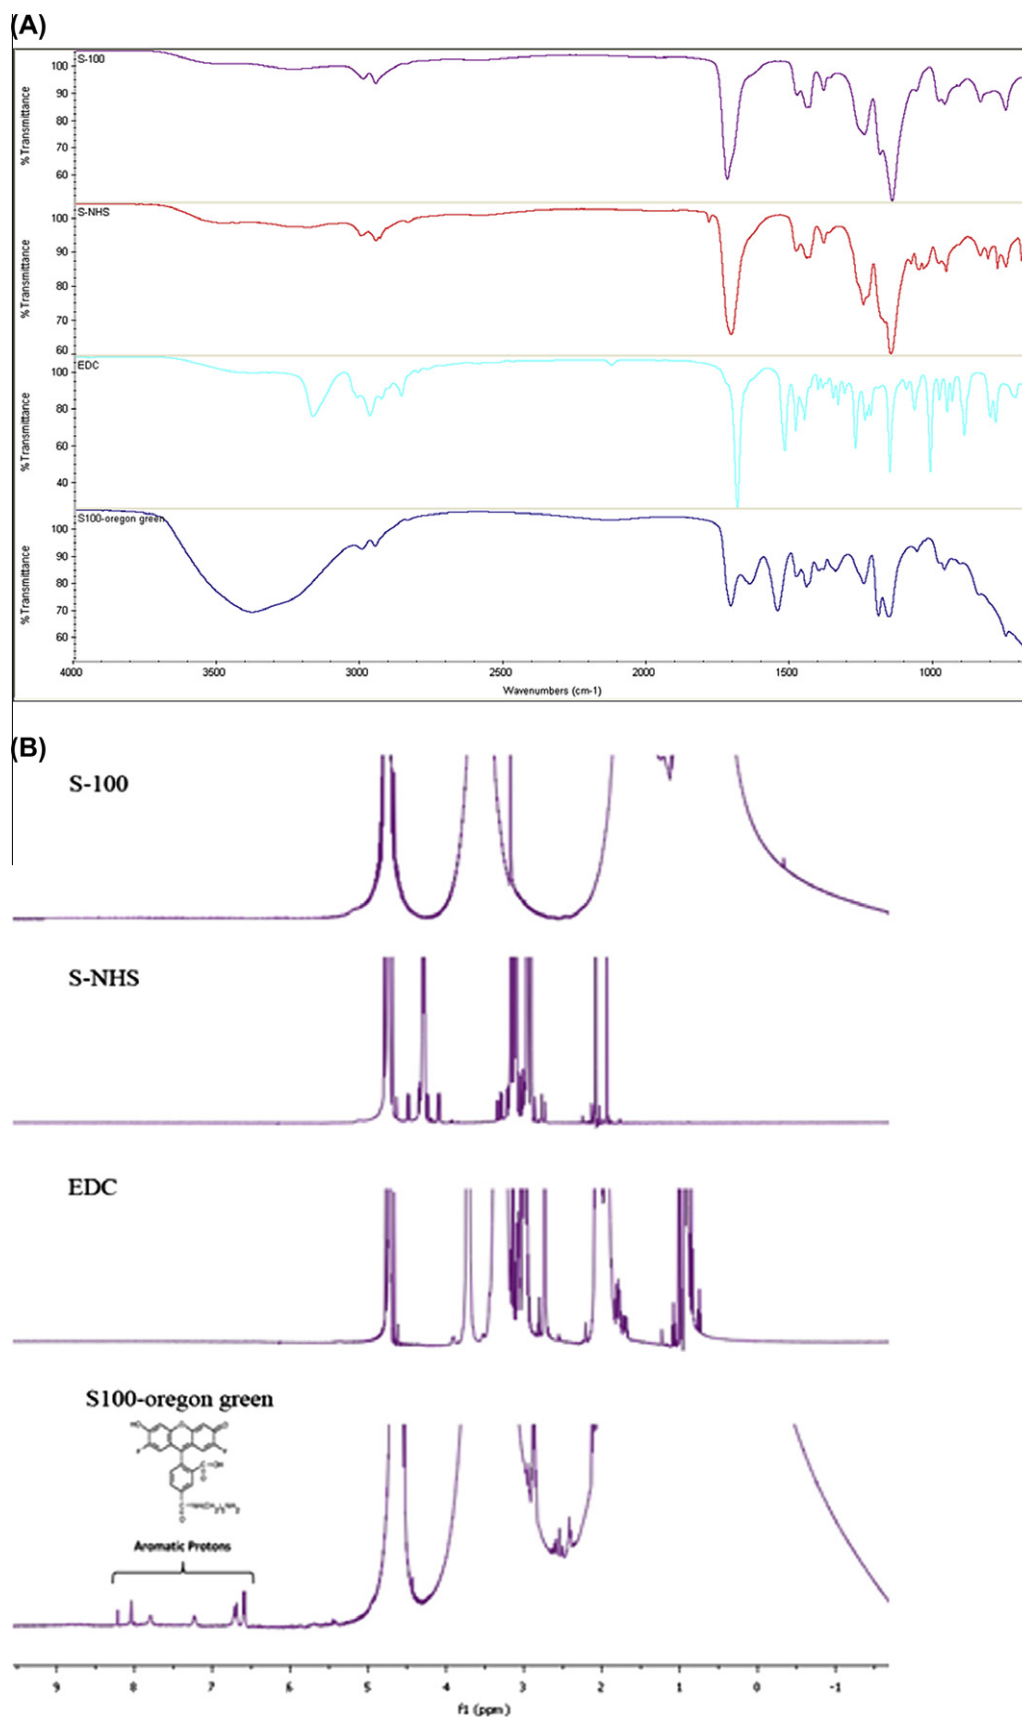 (A)
S-100
100
90
80
70
60
% Transmittance
S-NHS
100
90
80
70
60
% Transmittance
EDC
100
80
60
40
% Transmittance
S100-oregon green
100
90
80
70
60
% Transmittance
4000 3500 3000 2500 2000 1500 1000
Wavenumbers (cm-1)
(B)
S-100
S-NHS
EDC
S100-oregon green
HO O
F F
Aromatic Protons
9 8 7 6 5 4 3 2 1 0 -1
f1 (ppm)